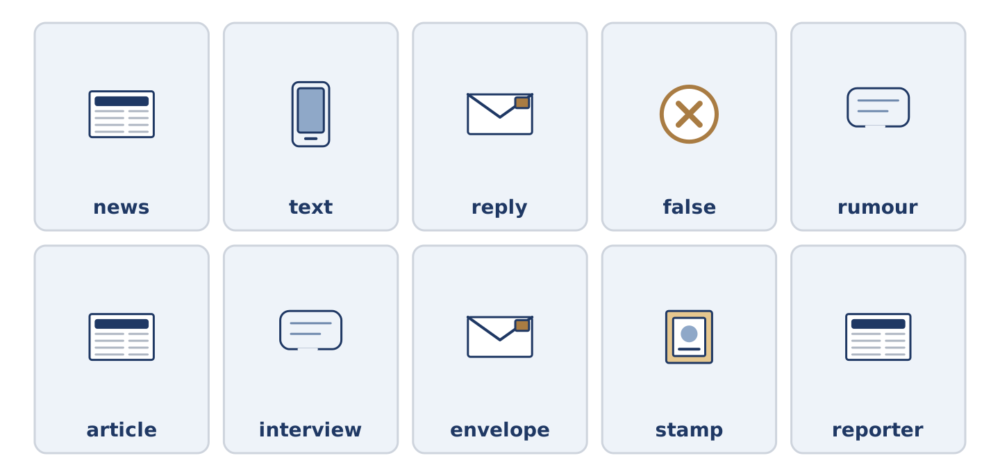 news
text
reply
false
rumour
article
interview
envelope
stamp
reporter